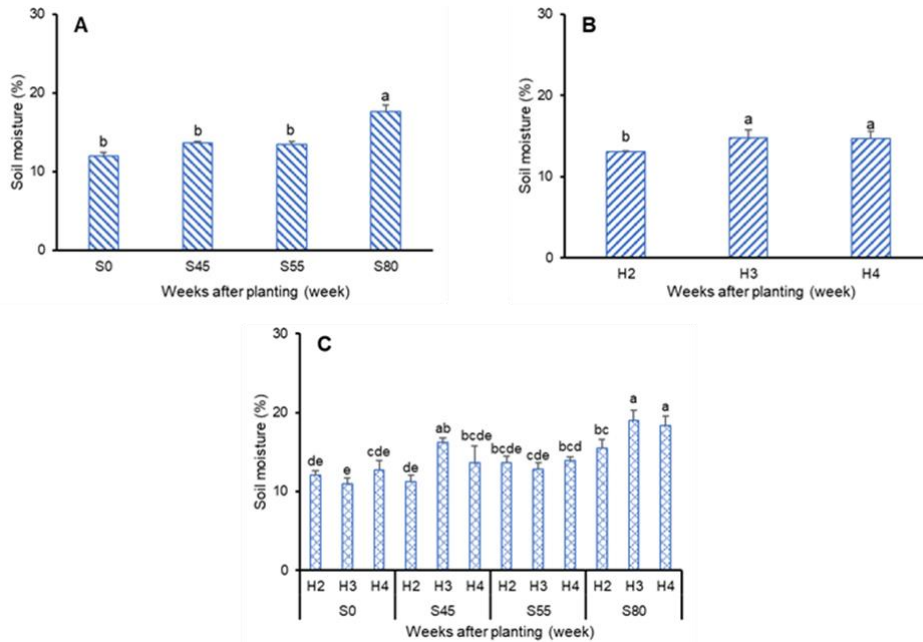 A
30
20
10
0
Soil moisture (%)
b
b
b
a
S0 S45 S55 S80
Weeks after planting (week)
B
30
20
10
0
Soil moisture (%)
b
a
a
H2 H3 H4
Weeks after planting (week)
C
30
20
10
0
Soil moisture (%)
de e cde de ab bcde bcde cde bcd bc a a
H2 H3 H4 H2 H3 H4 H2 H3 H4 H2 H3 H4
S0 S45 S55 S80
Weeks after planting (week)